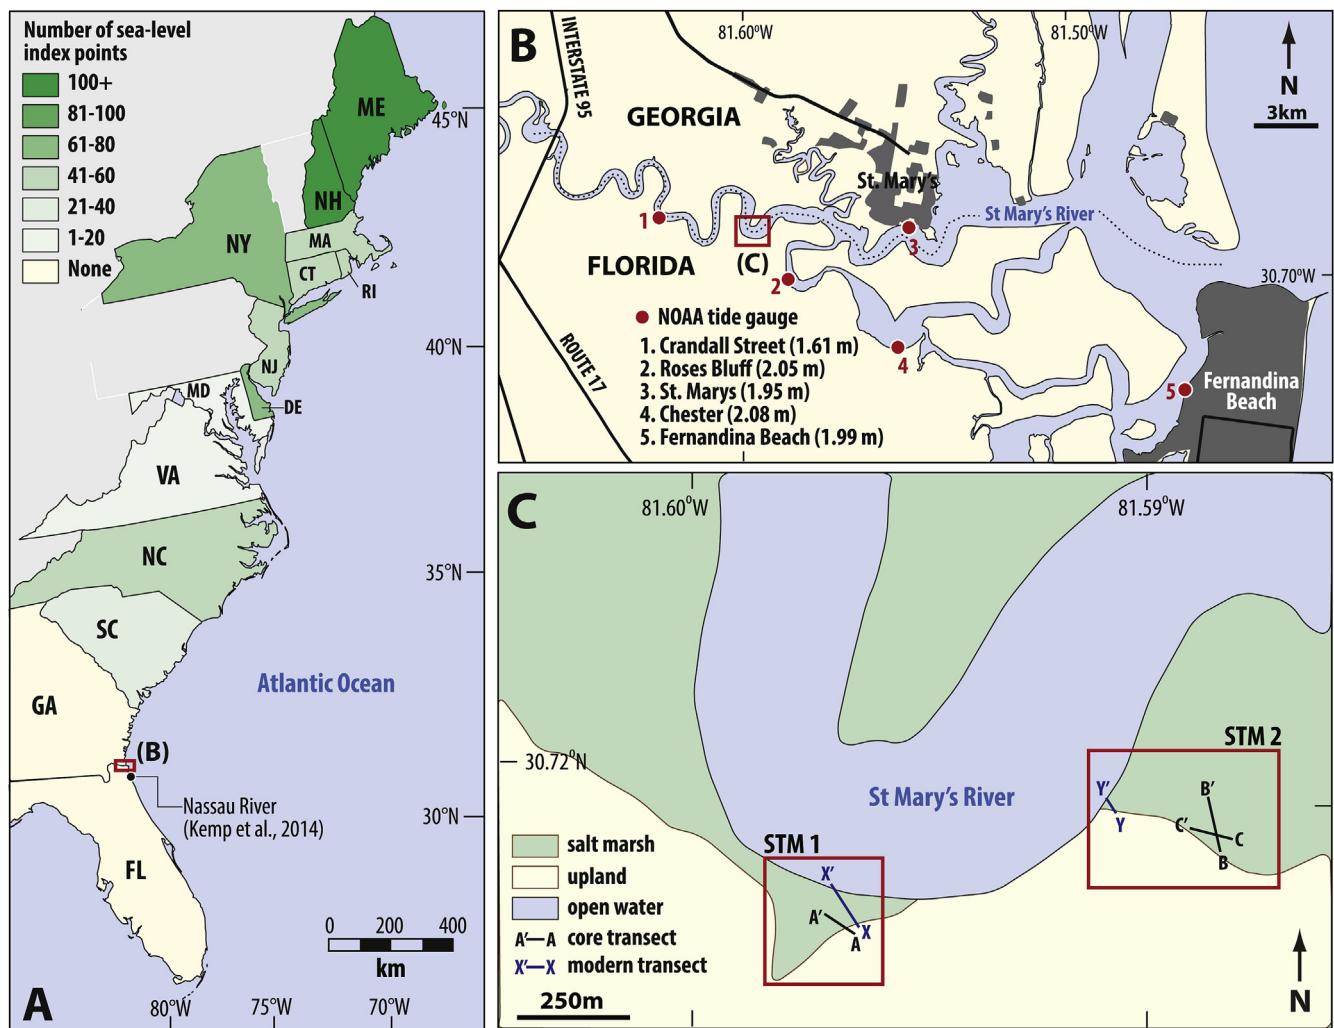 Number of sea-level
index points
100+
81-100
61-80
41-60
21-40
1-20
None
ME
45°N
NH
NY
MA
CT
RI
40°N
NJ
MD
DE
VA
NC
35°N
SC
Atlantic Ocean
GA
(B)
Nassau River
(Kemp et al., 2014)
30°N
FL
0 200 400
km
A
80°W 75°W 70°W
B
81.60°W 81.50°W
INTERSTATE 95
N
3km
GEORGIA
St. Mary's
St Mary's River
1
3
FLORIDA
(C)
2
30.70°W
NOAA tide gauge
1. Crandall Street (1.61 m)
2. Roses Bluff (2.05 m)
3. St. Marys (1.95 m)
4. Chester (2.08 m)
5. Fernandina Beach (1.99 m)
ROUTE 17
4
5
Fernandina
Beach
C
81.60°W 81.59°W
30.72°N
STM 2
St Mary's River
Y'
Y
B'
C'
C
B
STM 1
X'
A'
A
X
salt marsh
upland
open water
A'—A core transect
X'—X modern transect
250m
N